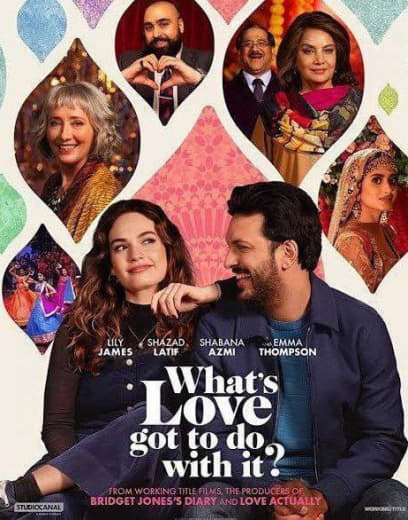 LILY JAMES
SHAZAD LATIF
SHABANA AZMI
AND EMMA THOMPSON
What's
Love
got to do
with it?
STUDIOCANAL
FROM WORKING TITLE FILMS, THE PRODUCERS OF
BRIDGET JONES'S DIARY AND LOVE ACTUALLY
WORKING TITLE